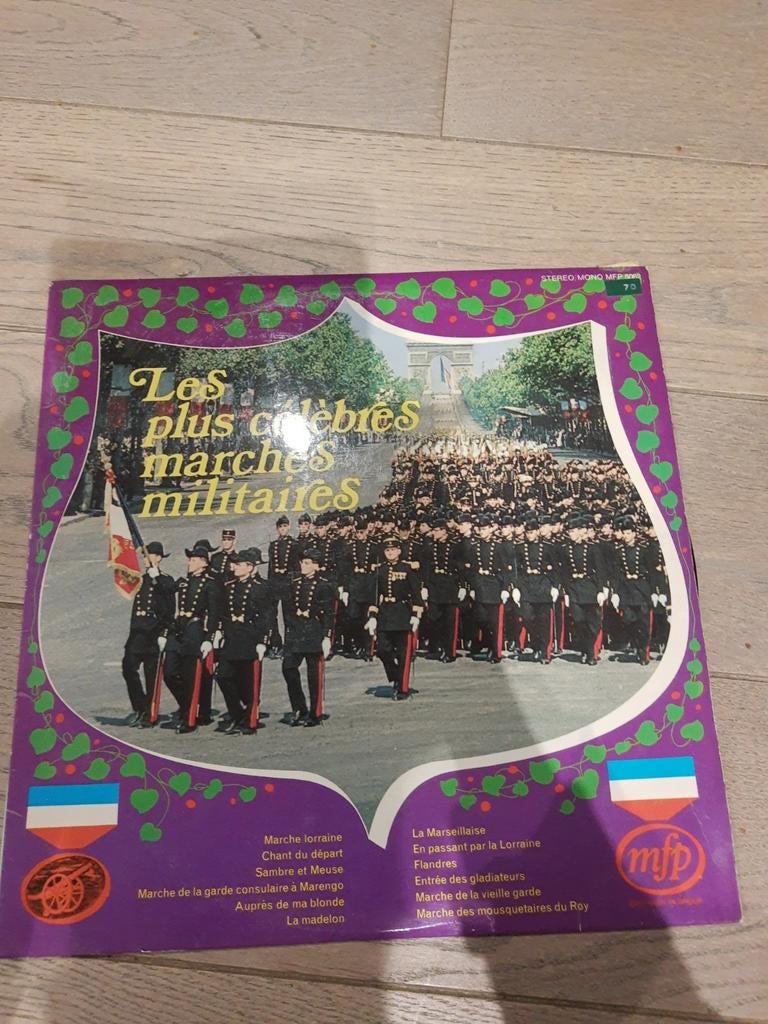 STEREO MONO MFP
70
Les
plus célèbres
marches
militaires
Marche lorraine
Chant du départ
Sambre et Meuse
Marche de la garde consulaire à Marengo
Auprès de ma blonde
La madelon
La Marseillaise
En passant par la Lorraine
Flandres
Entrée des gladiateurs
Marche de la vieille garde
Marche des mousquetaires du Roy
mfp